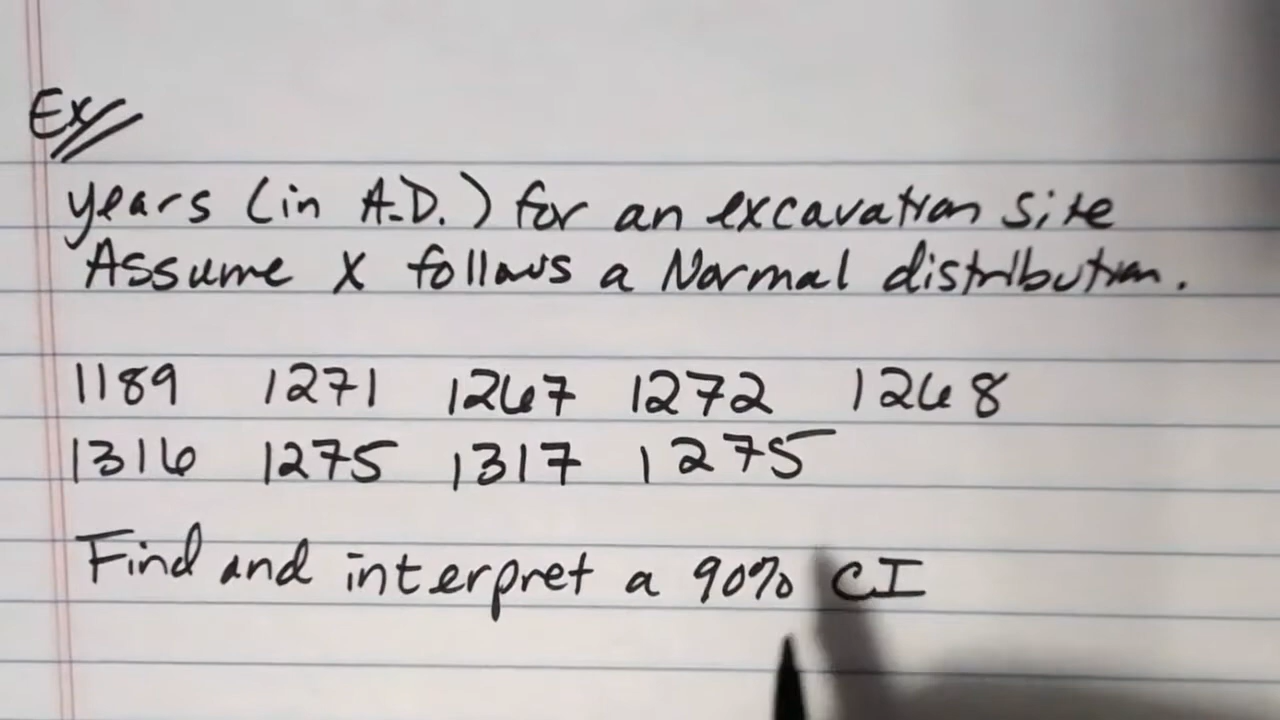 Ex
years (in A.D.) for an excavation site
Assume X follows a Normal distribution.
1189 1271 1267 1272 1268
1316 1275 1317 1275
Find and interpret a 90% CI